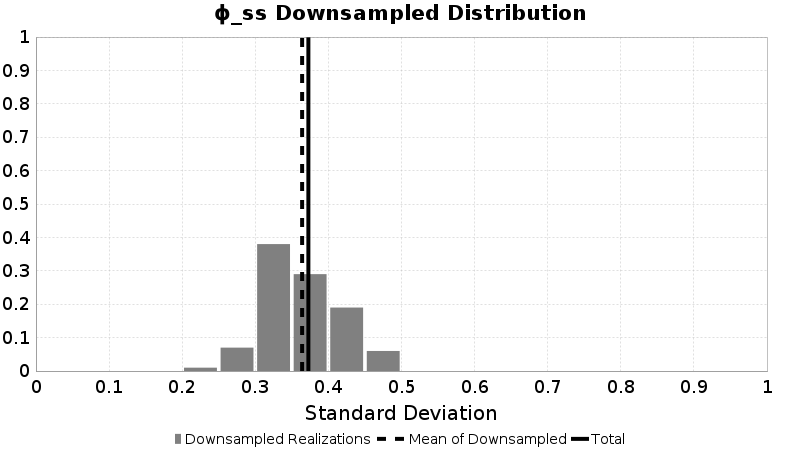 ϕ_ss Downsampled Distribution
1
0.9
0.8
0.7
0.6
0.5
0.4
0.3
0.2
0.1
0
0 0.1 0.2 0.3 0.4 0.5 0.6 0.7 0.8 0.9 1
Standard Deviation
Downsampled Realizations Mean of Downsampled Total